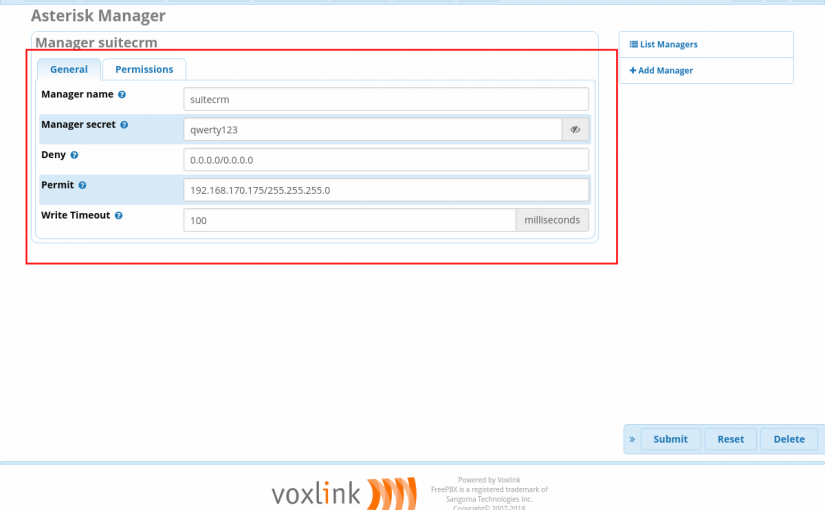 Asterisk Manager
Manager suitecrm
General Permissions
Manager name
suitecrm
Manager secret
qwerty123
Deny
0.0.0.0/0.0.0.0
Permit
192.168.170.175/255.255.255.0
Write Timeout
100 milliseconds
List Managers
+ Add Manager
» Submit Reset Delete
voxlink
Powered by Voxlink
FreePBX is a registered trademark of
Sangoma Technologies Inc.
Copyright© 2007-2018